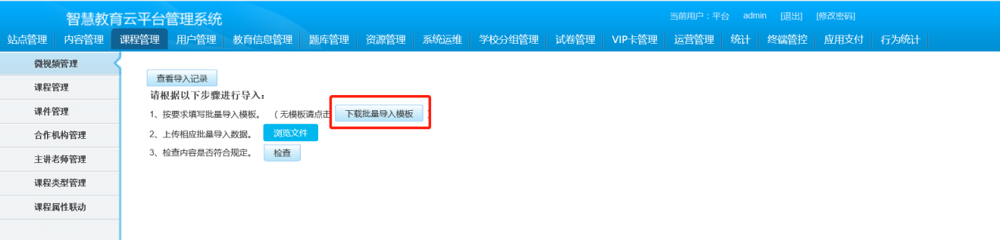 智慧教育云平台管理系统
当前用户：平台 admin [退出] [修改密码]
站点管理 内容管理 课程管理 用户管理 教育信息管理 题库管理 资源管理 系统运维 学校分组管理 试卷管理 VIP卡管理 运营管理 统计 终端管控 应用支付 行为统计
微视频管理
课程管理
课件管理
合作机构管理
主讲老师管理
课程类型管理
课程属性联动
查看导入记录
请根据以下步骤进行导入：
1、按要求填写批量导入模板。 （无模板请点击 下载批量导入模板 ）
2、上传相应批量导入数据。 浏览文件
3、检查内容是否符合规定。 检查